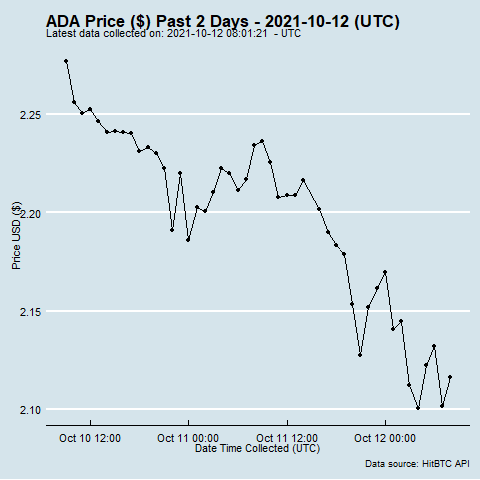 ADA Price ($) Past 2 Days - 2021-10-12 (UTC)
Latest data collected on: 2021-10-12 08:01:21  - UTC
2.25
2.20
2.15
2.10
Price USD ($)
Oct 10 12:00
Oct 11 00:00
Oct 11 12:00
Oct 12 00:00
Date Time Collected (UTC)
Data source: HitBTC API